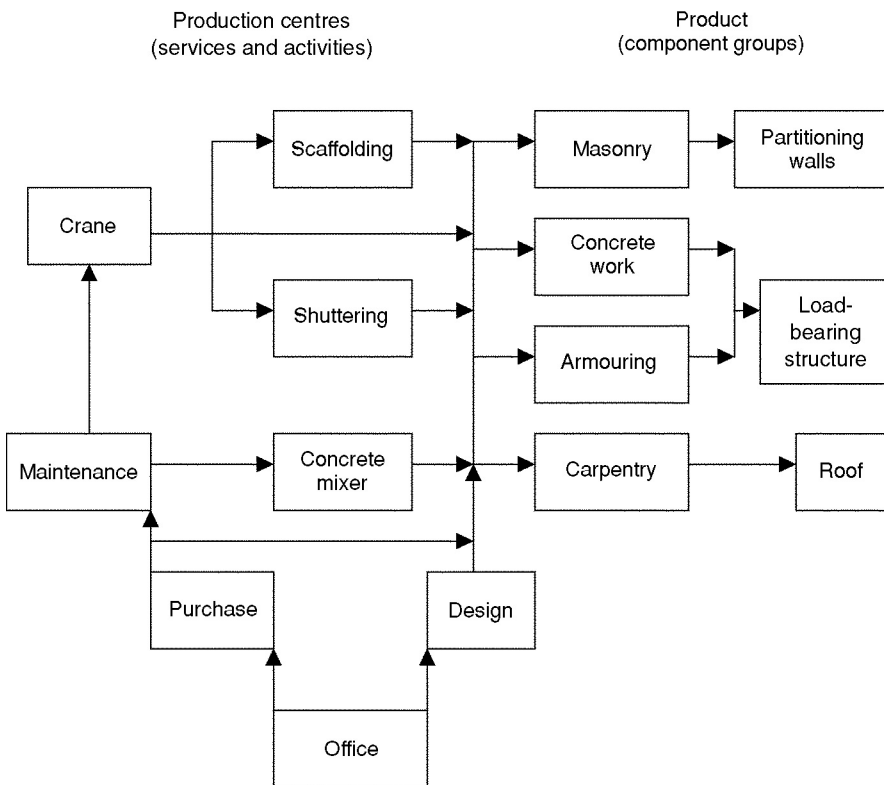 Production centres
(services and activities)
Product
(component groups)
Scaffolding
Masonry
Partitioning
walls
Crane
Concrete
work
Shuttering
Load-
bearing
structure
Armouring
Maintenance
Concrete
mixer
Carpentry
Roof
Purchase
Design
Office